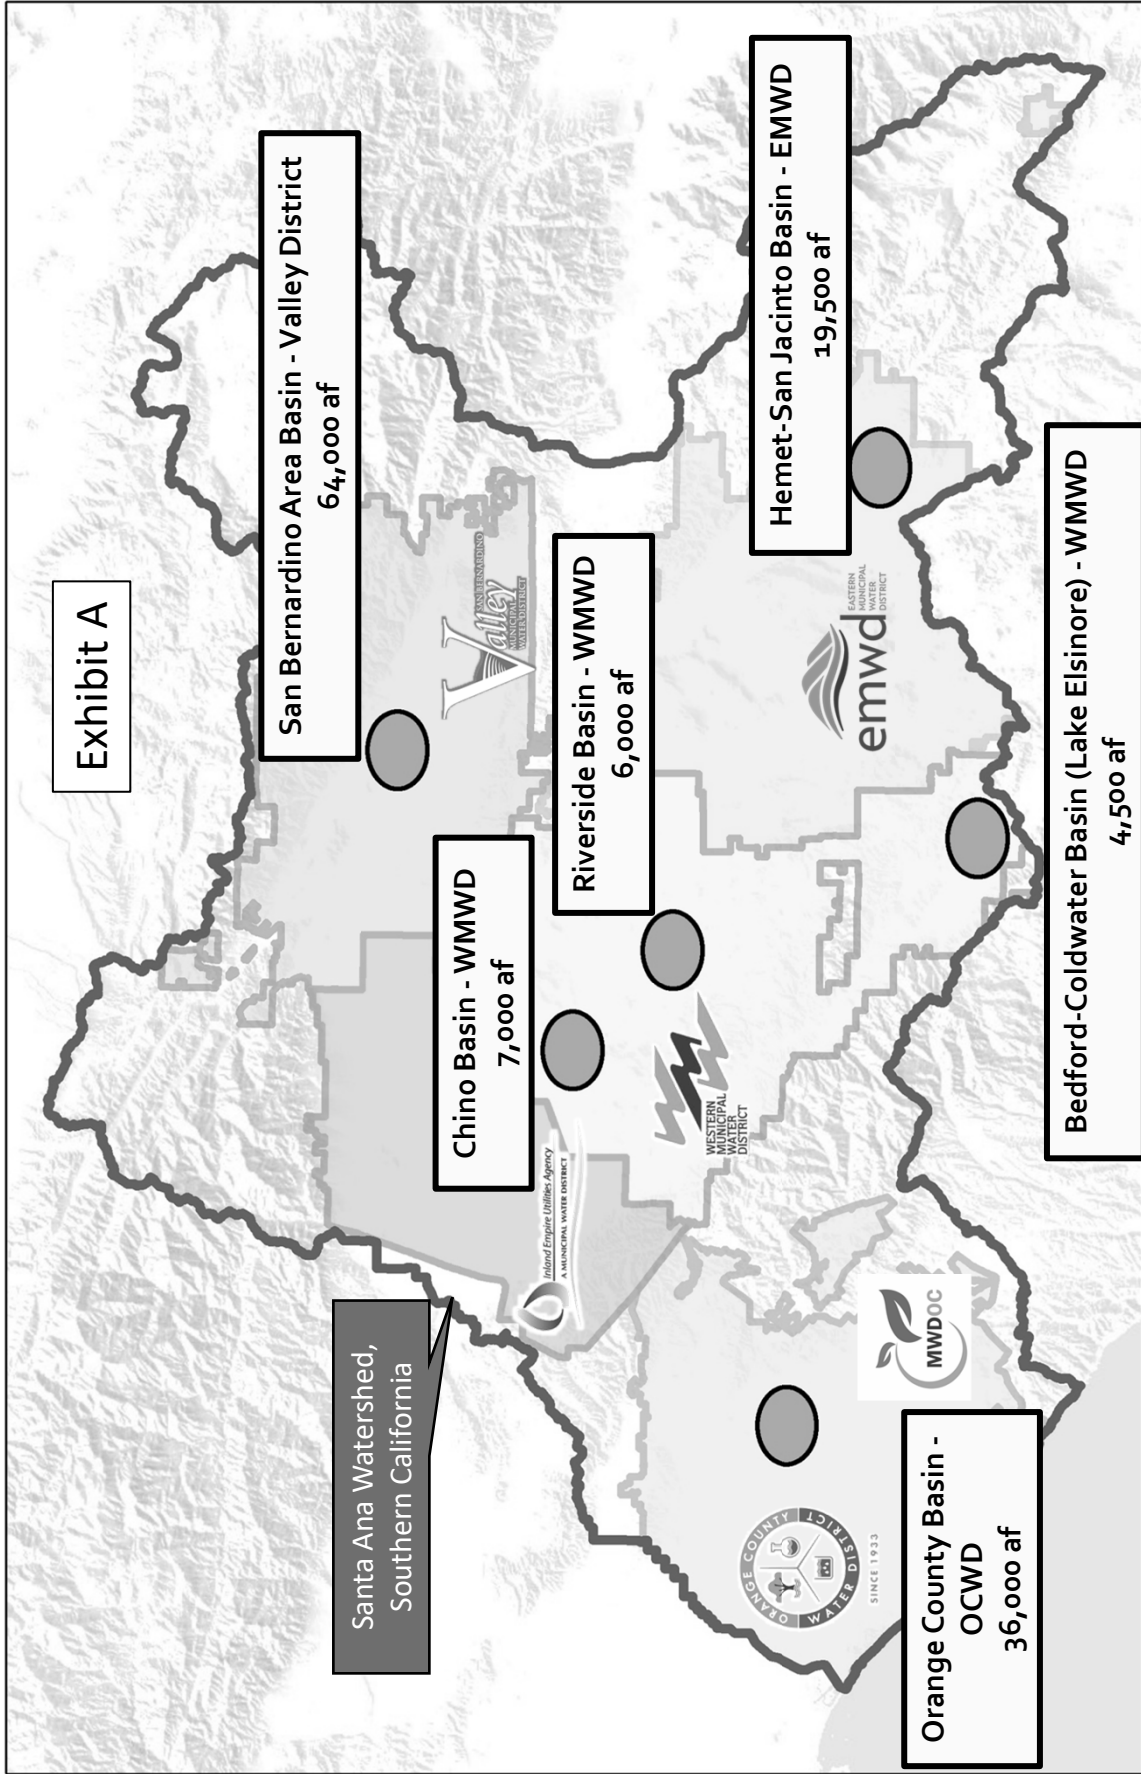 Exhibit A
San Bernardino Area Basin - Valley District
64,000 af
Santa Ana Watershed,
Southern California
Chino Basin - WMWD
7,000 af
Valley
SAN BERNARDINO
MUNICIPAL
WATER DISTRICT
Inland Empire Utilities Agency
A MUNICIPAL WATER DISTRICT
Riverside Basin - WMWD
6,000 af
WESTERN
MUNICIPAL
WATER
DISTRICT
Hemet-San Jacinto Basin - EMWD
19,500 af
ORANGE COUNTY
WATER DISTRICT
SINCE 1933
emwd
EASTERN
MUNICIPAL
WATER
DISTRICT
MWDOC
Orange County Basin -
OCWD
36,000 af
Bedford-Coldwater Basin (Lake Elsinore) - WMWD
4,500 af